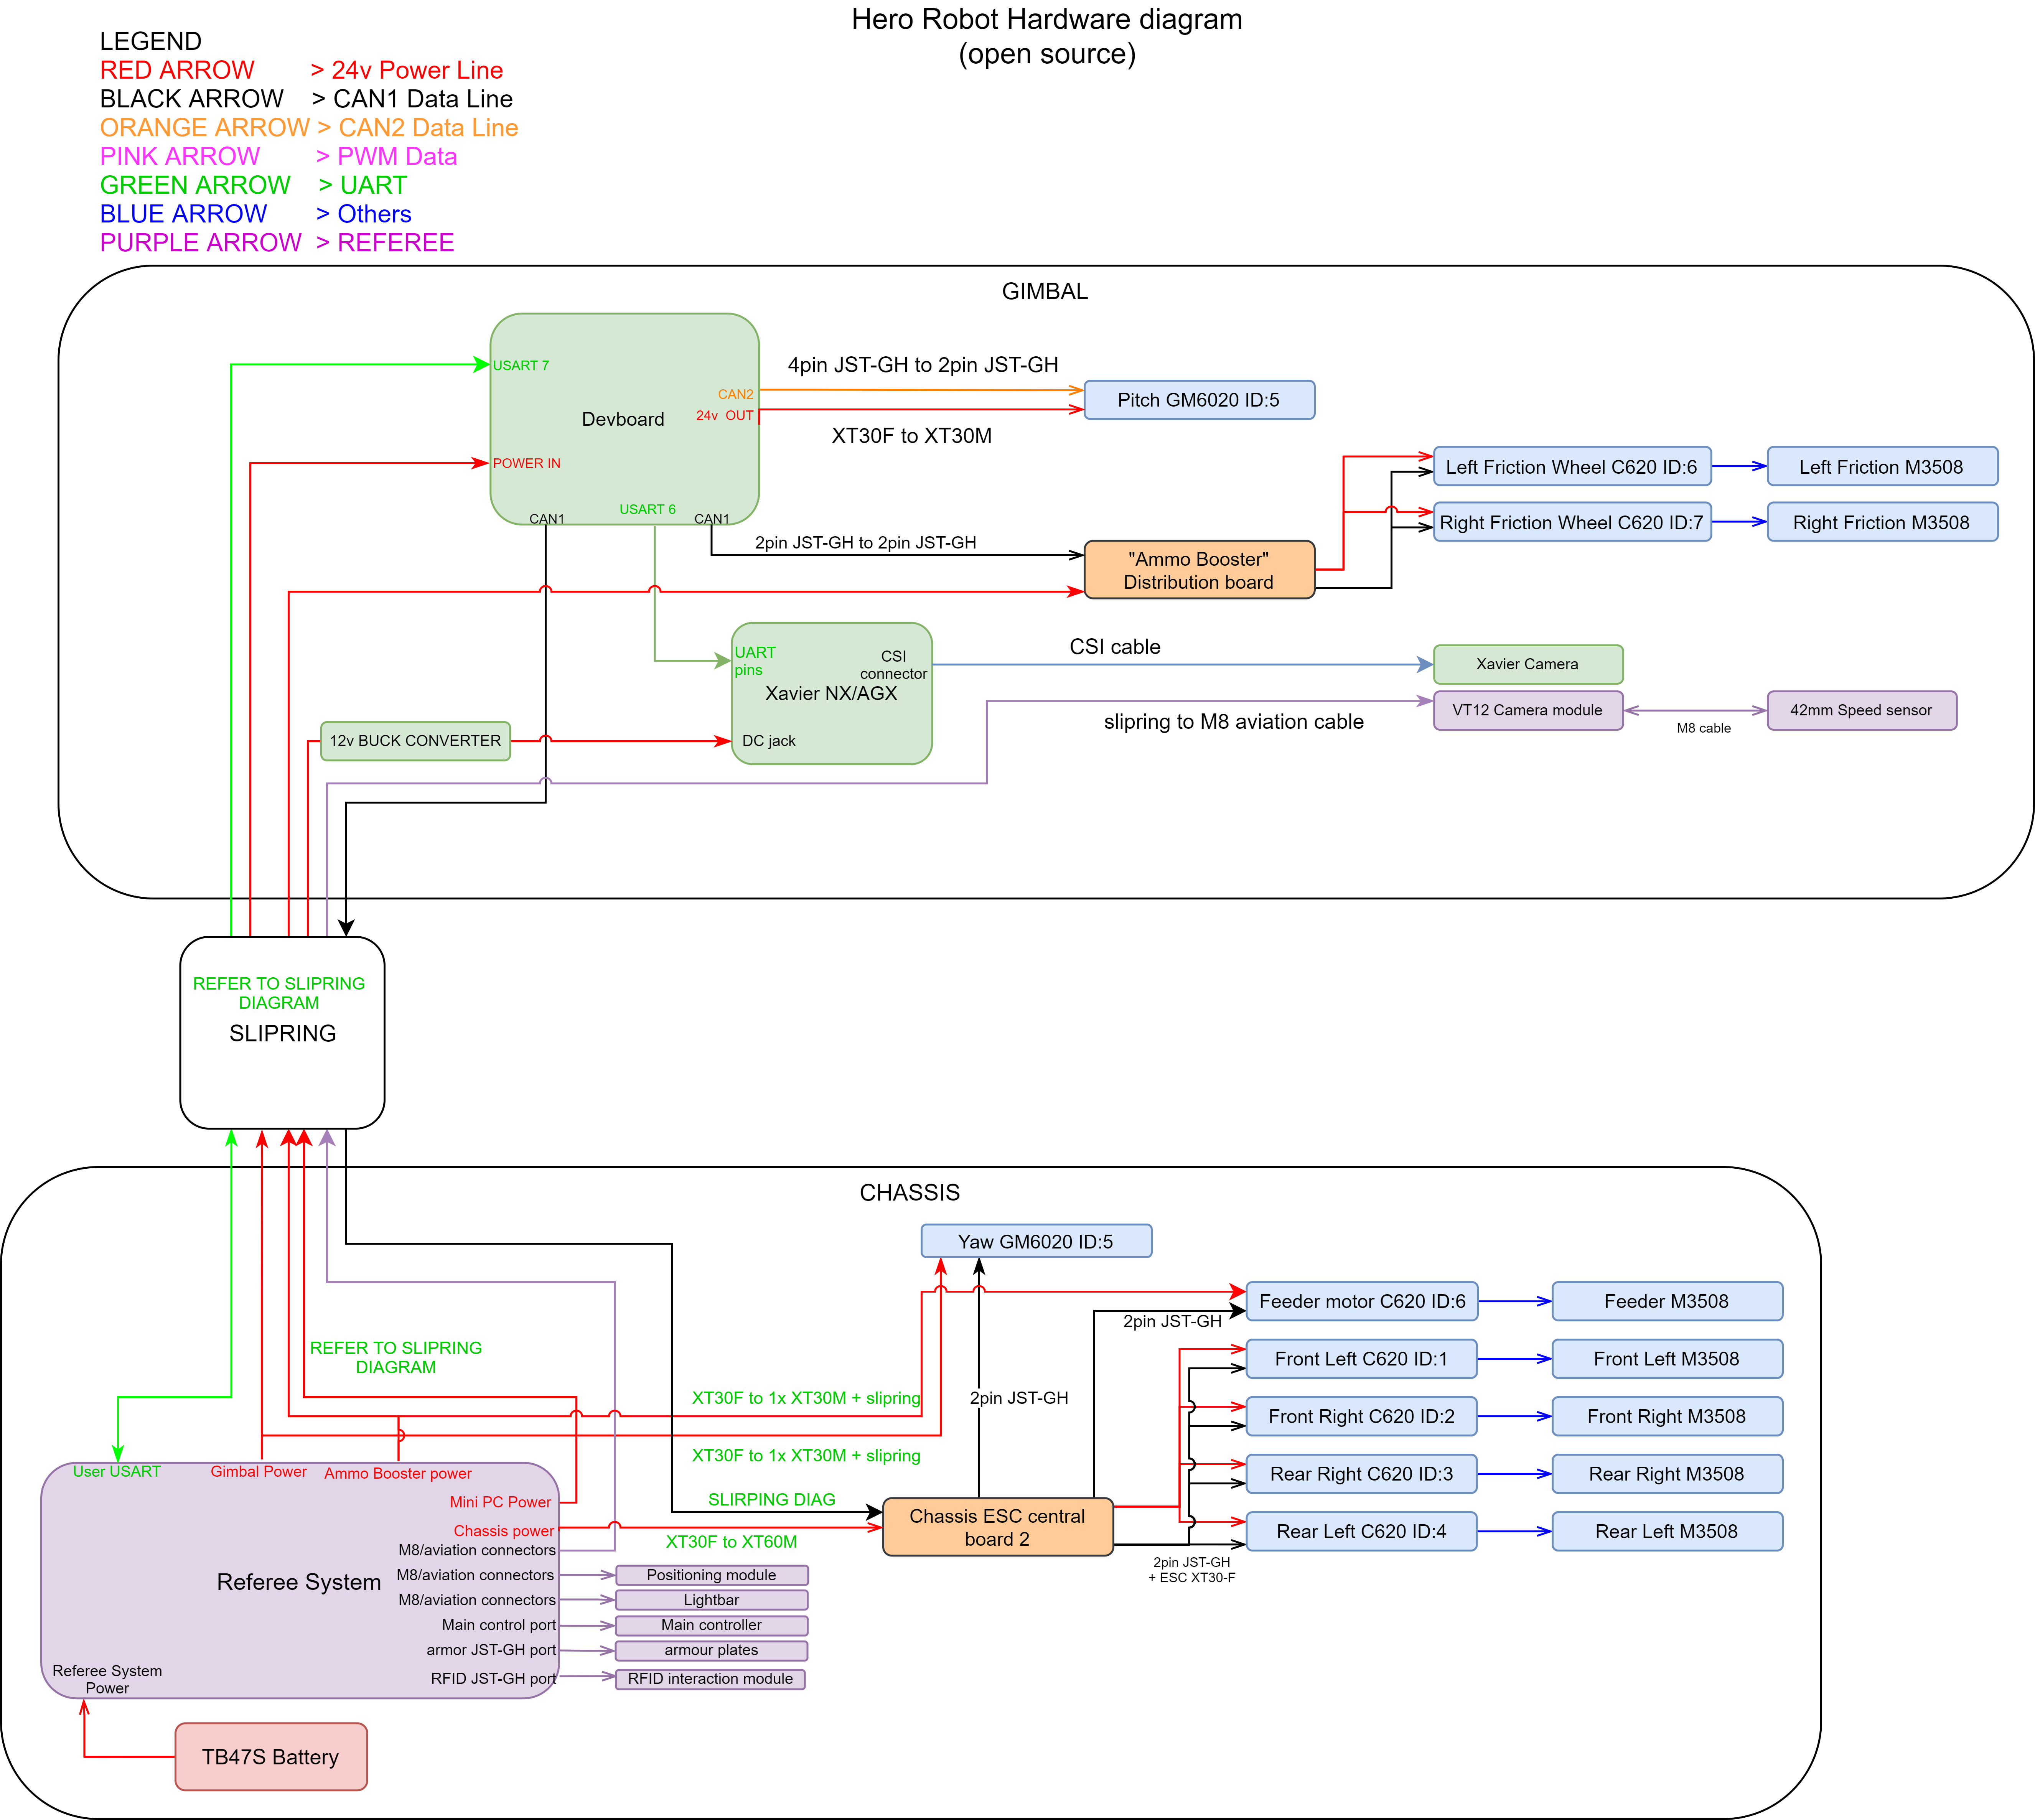 Hero Robot Hardware diagram
(open source)
LEGEND
RED ARROW > 24v Power Line
BLACK ARROW > CAN1 Data Line
ORANGE ARROW > CAN2 Data Line
PINK ARROW > PWM Data
GREEN ARROW > UART
BLUE ARROW > Others
PURPLE ARROW > REFEREE
GIMBAL
USART 7
Devboard
CAN2
24v OUT
POWER IN
USART 6
CAN1
CAN1
4pin JST-GH to 2pin JST-GH
XT30F to XT30M
Pitch GM6020 ID:5
2pin JST-GH to 2pin JST-GH
"Ammo Booster"
Distribution board
Left Friction Wheel C620 ID:6
Left Friction M3508
Right Friction Wheel C620 ID:7
Right Friction M3508
UART
pins
CSI
connector
Xavier NX/AGX
DC jack
12v BUCK CONVERTER
CSI cable
Xavier Camera
slipring to M8 aviation cable
VT12 Camera module
M8 cable
42mm Speed sensor
REFER TO SLIPRING
DIAGRAM
SLIPRING
CHASSIS
Yaw GM6020 ID:5
2pin JST-GH
Feeder motor C620 ID:6
Feeder M3508
Front Left C620 ID:1
Front Left M3508
Front Right C620 ID:2
Front Right M3508
Rear Right C620 ID:3
Rear Right M3508
Rear Left C620 ID:4
Rear Left M3508
REFER TO SLIPRING
DIAGRAM
XT30F to 1x XT30M + slipring
2pin JST-GH
XT30F to 1x XT30M + slipring
SLIRPING DIAG
XT30F to XT60M
Chassis ESC central
board 2
2pin JST-GH
+ ESC XT30-F
User USART
Gimbal Power
Ammo Booster power
Mini PC Power
Chassis power
M8/aviation connectors
M8/aviation connectors
M8/aviation connectors
Main control port
armor JST-GH port
RFID JST-GH port
Referee System
Referee System
Power
Positioning module
Lightbar
Main controller
armour plates
RFID interaction module
TB47S Battery